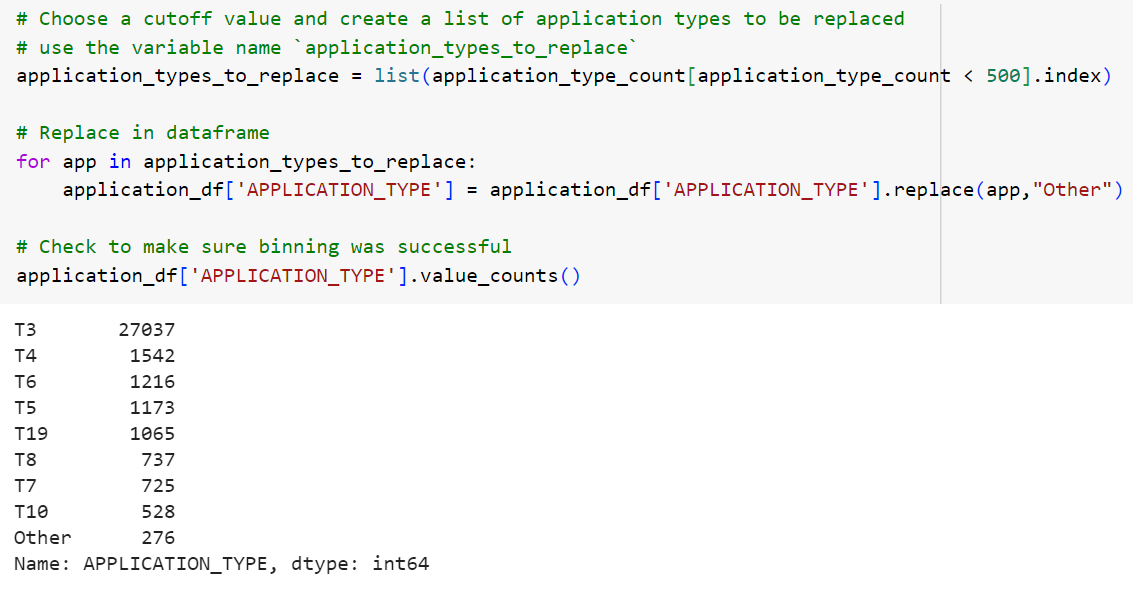 # Choose a cutoff value and create a list of application types to be replaced
# use the variable name `application_types_to_replace`
application_types_to_replace = list(application_type_count[application_type_count < 500].index)
# Replace in dataframe
for app in application_types_to_replace:
    application_df['APPLICATION_TYPE'] = application_df['APPLICATION_TYPE'].replace(app,"Other")
# Check to make sure binning was successful
application_df['APPLICATION_TYPE'].value_counts()
T3       27037
T4        1542
T6        1216
T5        1173
T19       1065
T8         737
T7         725
T10        528
Other      276
Name: APPLICATION_TYPE, dtype: int64